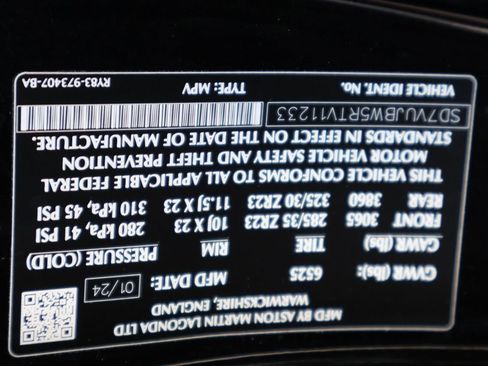 MFD BY ASTON MARTIN LAGONDA LTD
WARWICKSHIRE, ENGLAND
MFD DATE: 01/24
GVWR (lbs): 6525
GAWR (lbs) TIRE RIM PRESSURE (COLD)
FRONT 3065 285/35 ZR23 10J X 23 280 kPa, 41 PSI
REAR 3860 325/30 ZR23 11.5J X 23 310 kPa, 45 PSI
THIS VEHICLE CONFORMS TO ALL APPLICABLE FEDERAL
MOTOR VEHICLE SAFETY AND THEFT PREVENTION
STANDARDS IN EFFECT ON THE DATE OF MANUFACTURE.
SD7VUJBW5RTV11233
VEHICLE IDENT. No. TYPE: MPV RY83-973407-BA